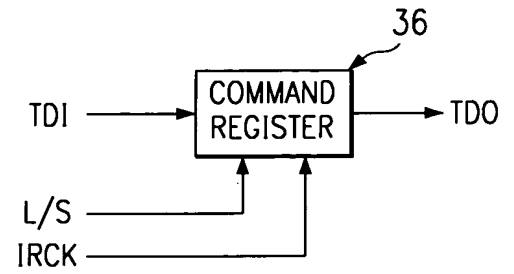 36
COMMAND
REGISTER
TDI
TDO
L/S
IRCK